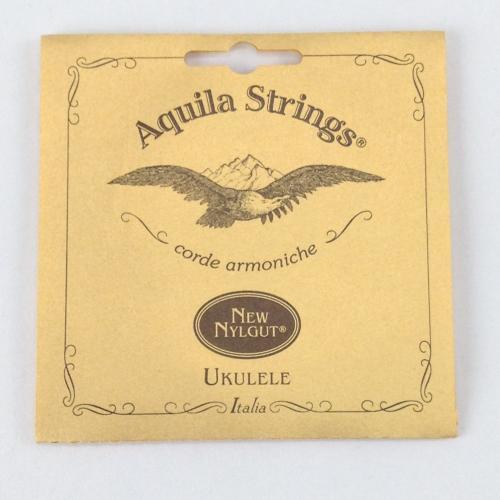 Aquila Strings®
corde armoniche
NEW
NYLGUT®
UKULELE
Italia